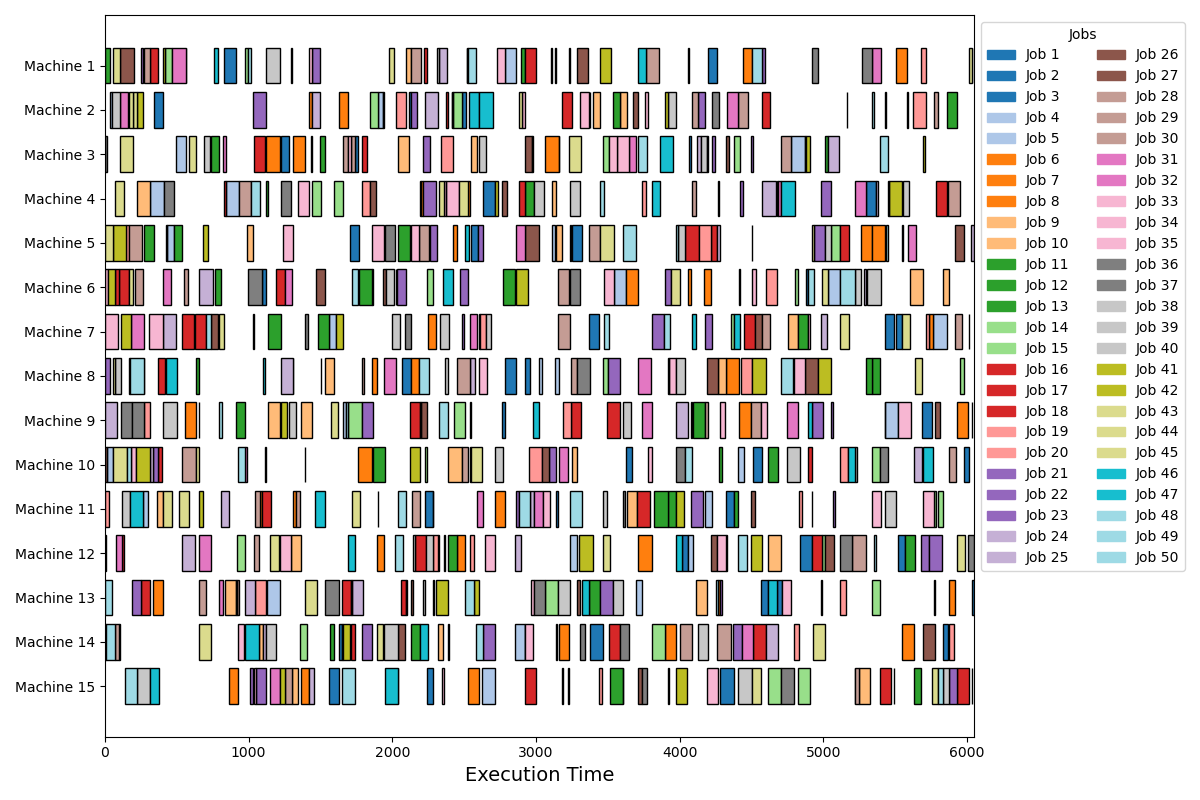 Machine 1
Machine 2
Machine 3
Machine 4
Machine 5
Machine 6
Machine 7
Machine 8
Machine 9
Machine 10
Machine 11
Machine 12
Machine 13
Machine 14
Machine 15
0 1000 2000 3000 4000 5000 6000
Execution Time
Jobs
Job 1
Job 2
Job 3
Job 4
Job 5
Job 6
Job 7
Job 8
Job 9
Job 10
Job 11
Job 12
Job 13
Job 14
Job 15
Job 16
Job 17
Job 18
Job 19
Job 20
Job 21
Job 22
Job 23
Job 24
Job 25
Job 26
Job 27
Job 28
Job 29
Job 30
Job 31
Job 32
Job 33
Job 34
Job 35
Job 36
Job 37
Job 38
Job 39
Job 40
Job 41
Job 42
Job 43
Job 44
Job 45
Job 46
Job 47
Job 48
Job 49
Job 50